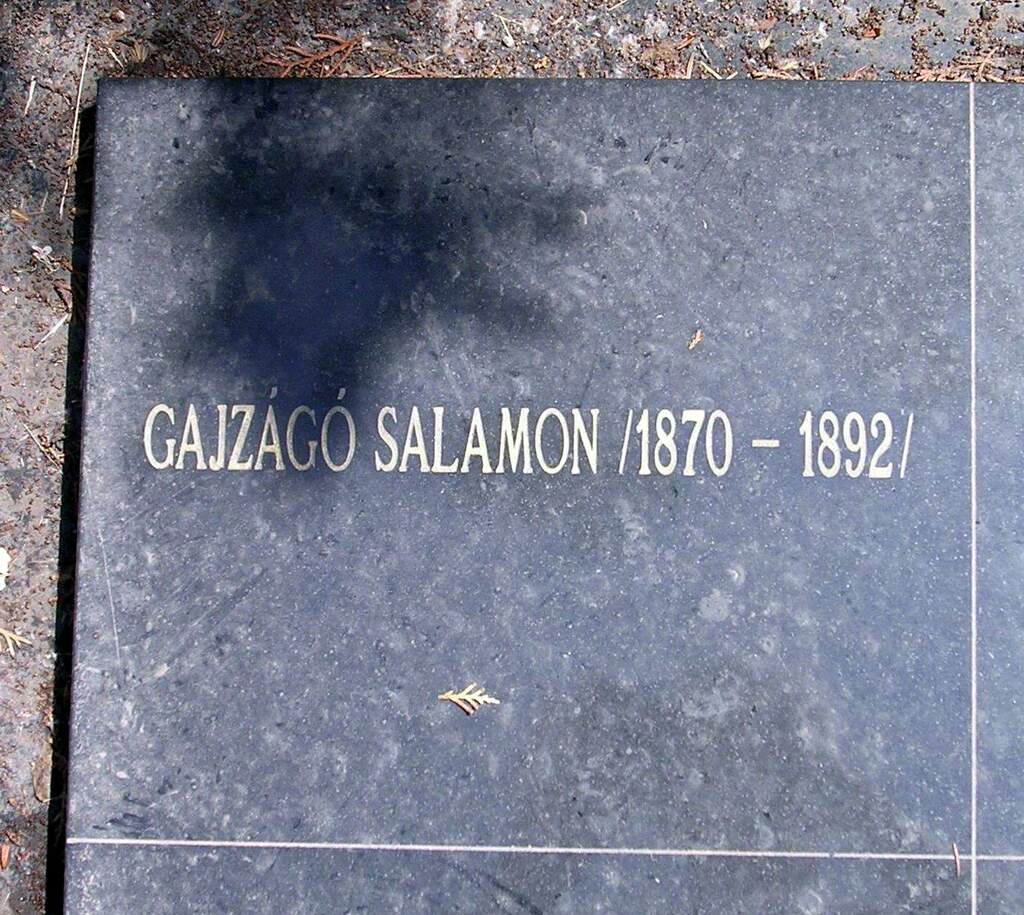 GAJZÁGÓ SALAMON /1870 – 1892/